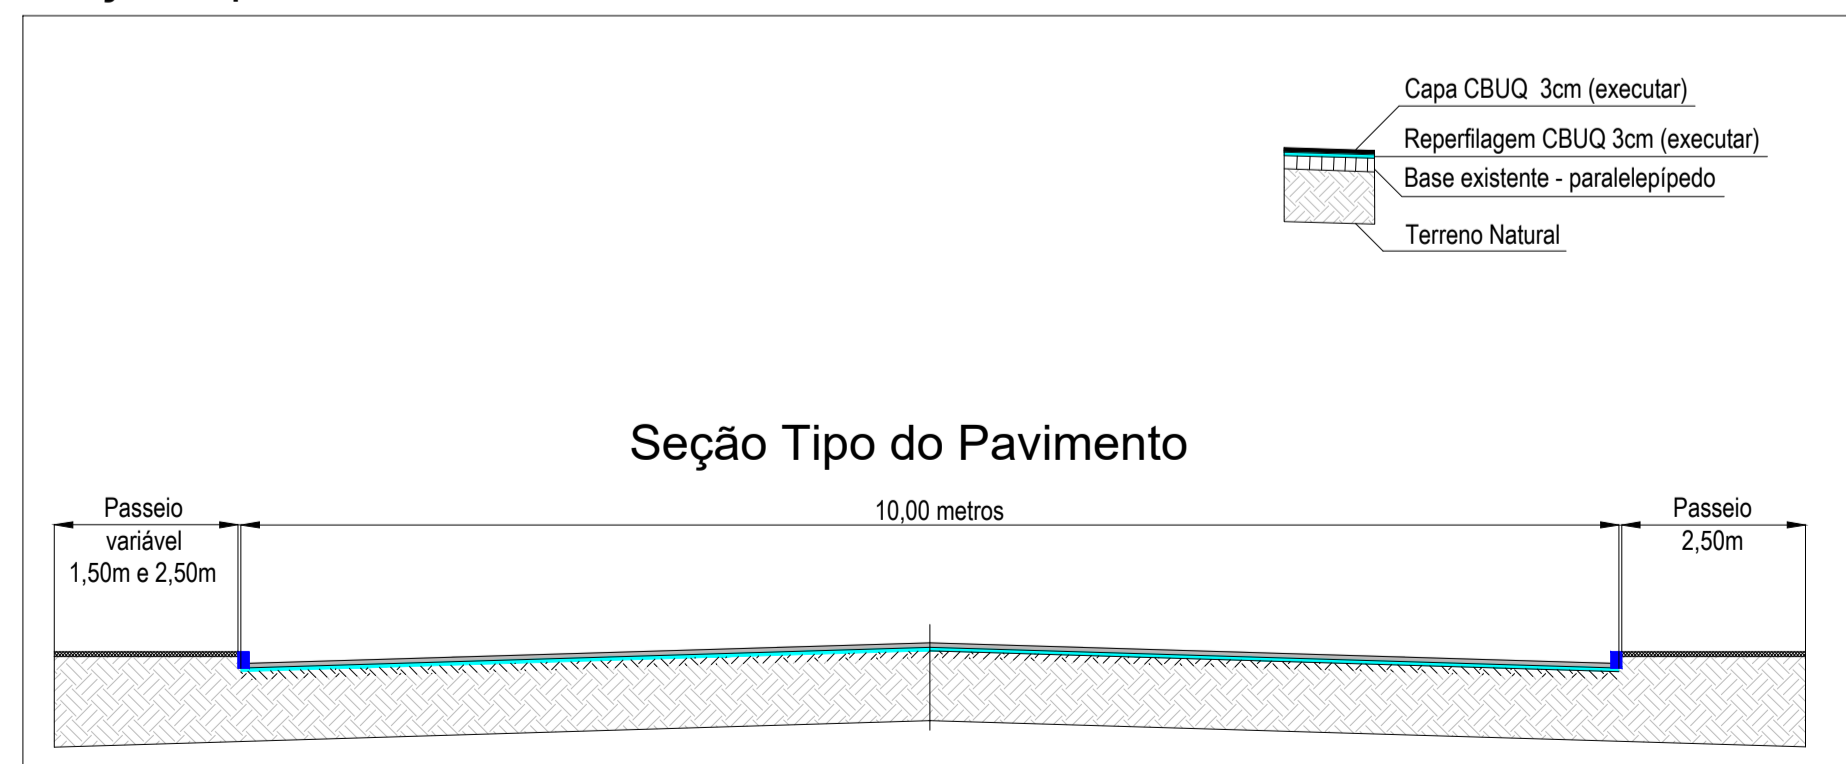 Capa CBUQ 3cm (executar)
Reperfilagem CBUQ 3cm (executar)
Base existente - paralelepípedo
Terreno Natural
Seção Tipo do Pavimento
Passeio
variável
1,50m e 2,50m
10,00 metros
Passeio
2,50m